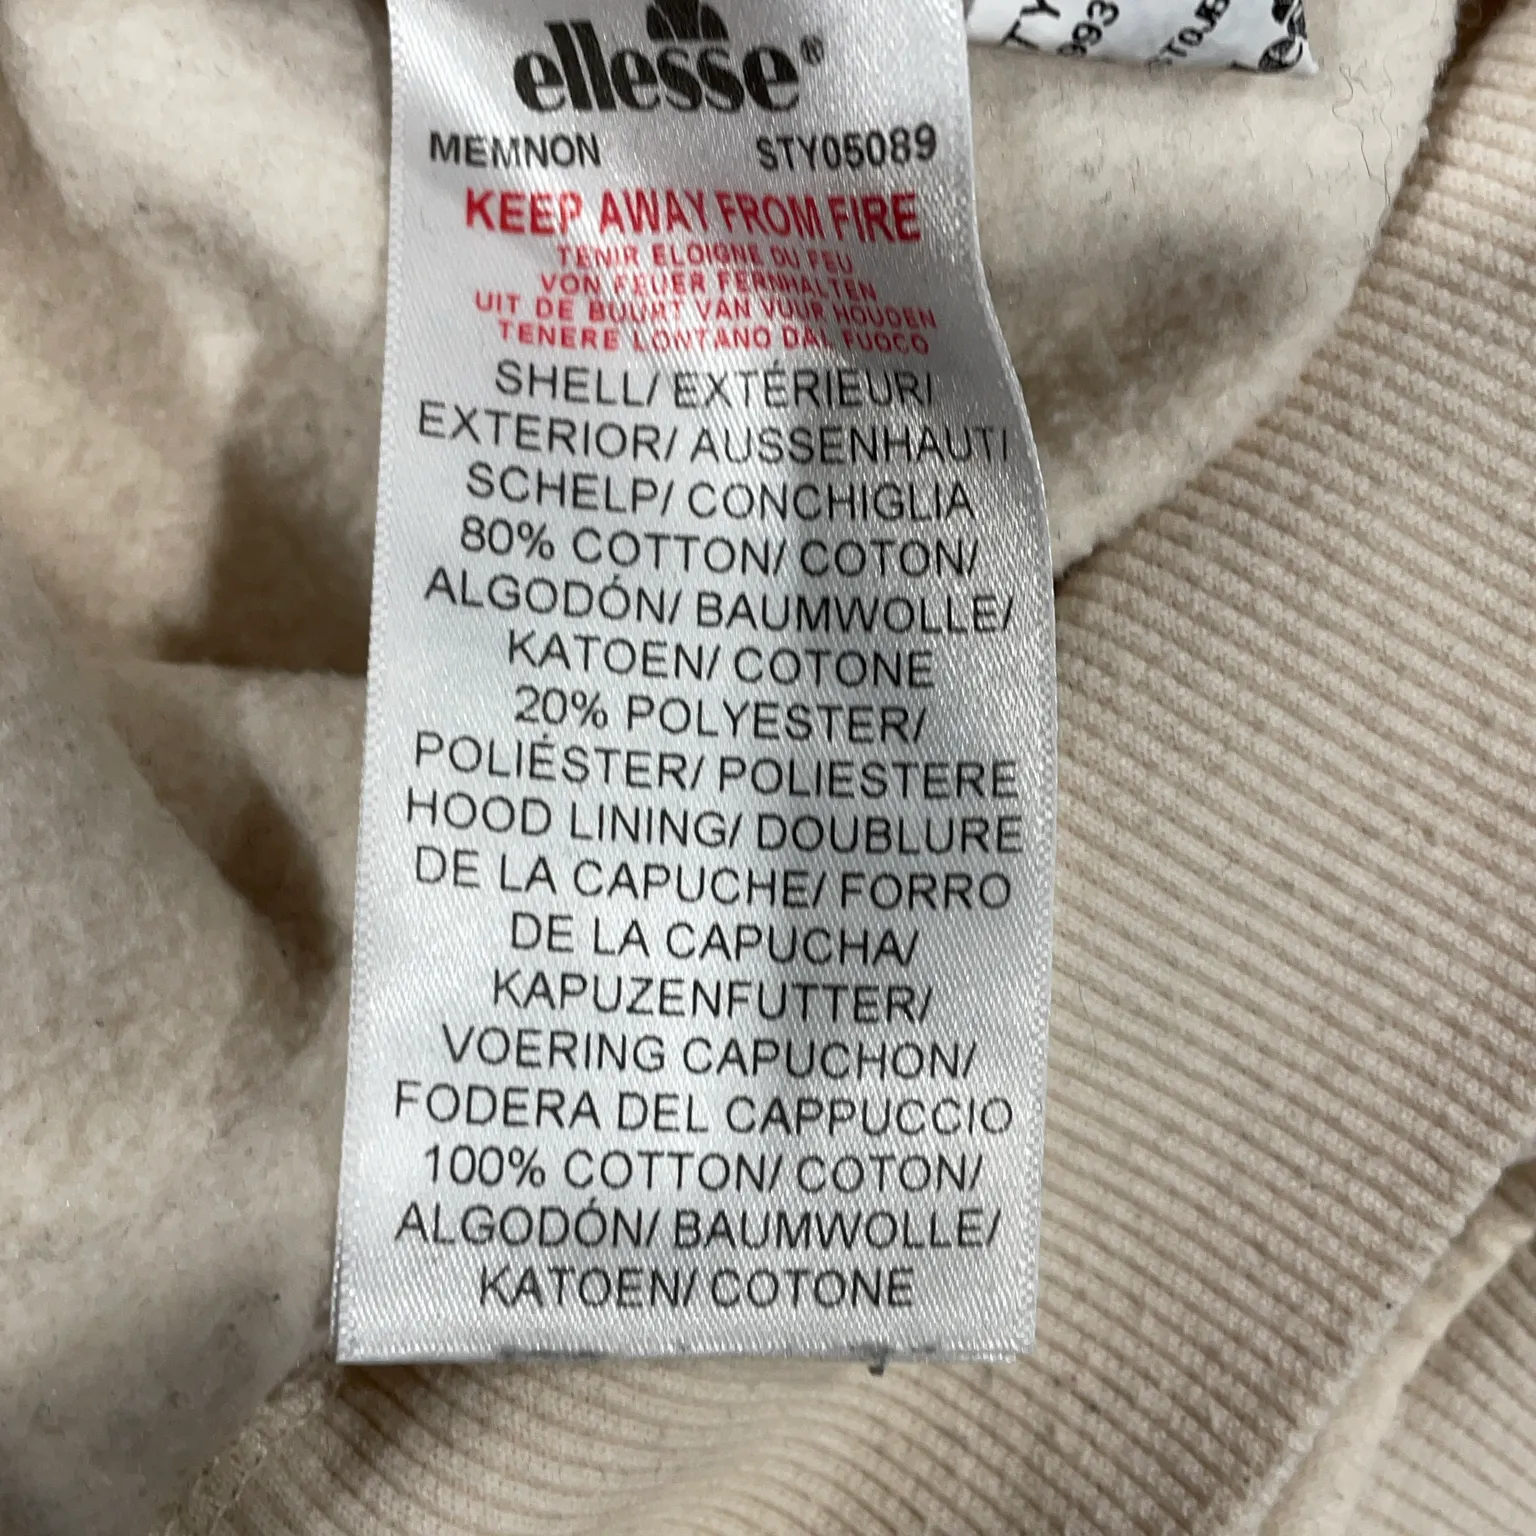 ellesse®
MEMNON STY05089
KEEP AWAY FROM FIRE
TENIR ELOIGNE DU FEU
VON FEUER FERNHALTEN
UIT DE BUURT VAN VUUR HOUDEN
TENERE LONTANO DAL FUOCO
SHELL/ EXTÉRIEUR/
EXTERIOR/ AUSSENHAUT/
SCHELP/ CONCHIGLIA
80% COTTON/ COTON/
ALGODÓN/ BAUMWOLLE/
KATOEN/ COTONE
20% POLYESTER/
POLIÉSTER/ POLIESTERE
HOOD LINING/ DOUBLURE
DE LA CAPUCHE/ FORRO
DE LA CAPUCHA/
KAPUZENFUTTER/
VOERING CAPUCHON/
FODERA DEL CAPPUCCIO
100% COTTON/ COTON/
ALGODÓN/ BAUMWOLLE/
KATOEN/ COTONE